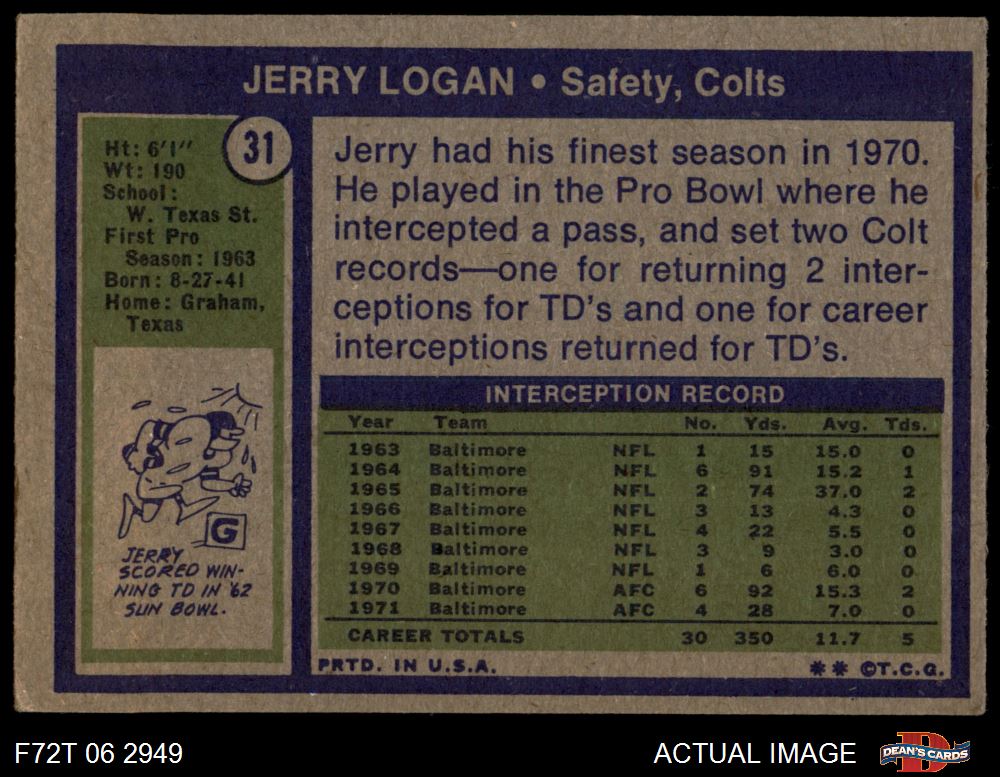 JERRY LOGAN • Safety, Colts
31
Ht: 6'1"
Wt: 190
School:
W. Texas St.
First Pro
Season: 1963
Born: 8-27-41
Home: Graham,
Texas
G
JERRY
SCORED WIN-
NING TD IN '62
SUN BOWL.
Jerry had his finest season in 1970.
He played in the Pro Bowl where he
intercepted a pass, and set two Colt
records—one for returning 2 inter-
ceptions for TD's and one for career
interceptions returned for TD's.
INTERCEPTION RECORD
Year Team No. Yds. Avg. Tds.
1963 Baltimore NFL 1 15 15.0 0
1964 Baltimore NFL 6 91 15.2 1
1965 Baltimore NFL 2 74 37.0 2
1966 Baltimore NFL 3 13 4.3 0
1967 Baltimore NFL 4 22 5.5 0
1968 Baltimore NFL 3 9 3.0 0
1969 Baltimore NFL 1 6 6.0 0
1970 Baltimore AFC 6 92 15.3 2
1971 Baltimore AFC 4 28 7.0 0
CAREER TOTALS 30 350 11.7 5
PRTD. IN U.S.A. ** ©T.C.G.
F72T 06 2949
ACTUAL IMAGE
D
DEAN'S CARDS